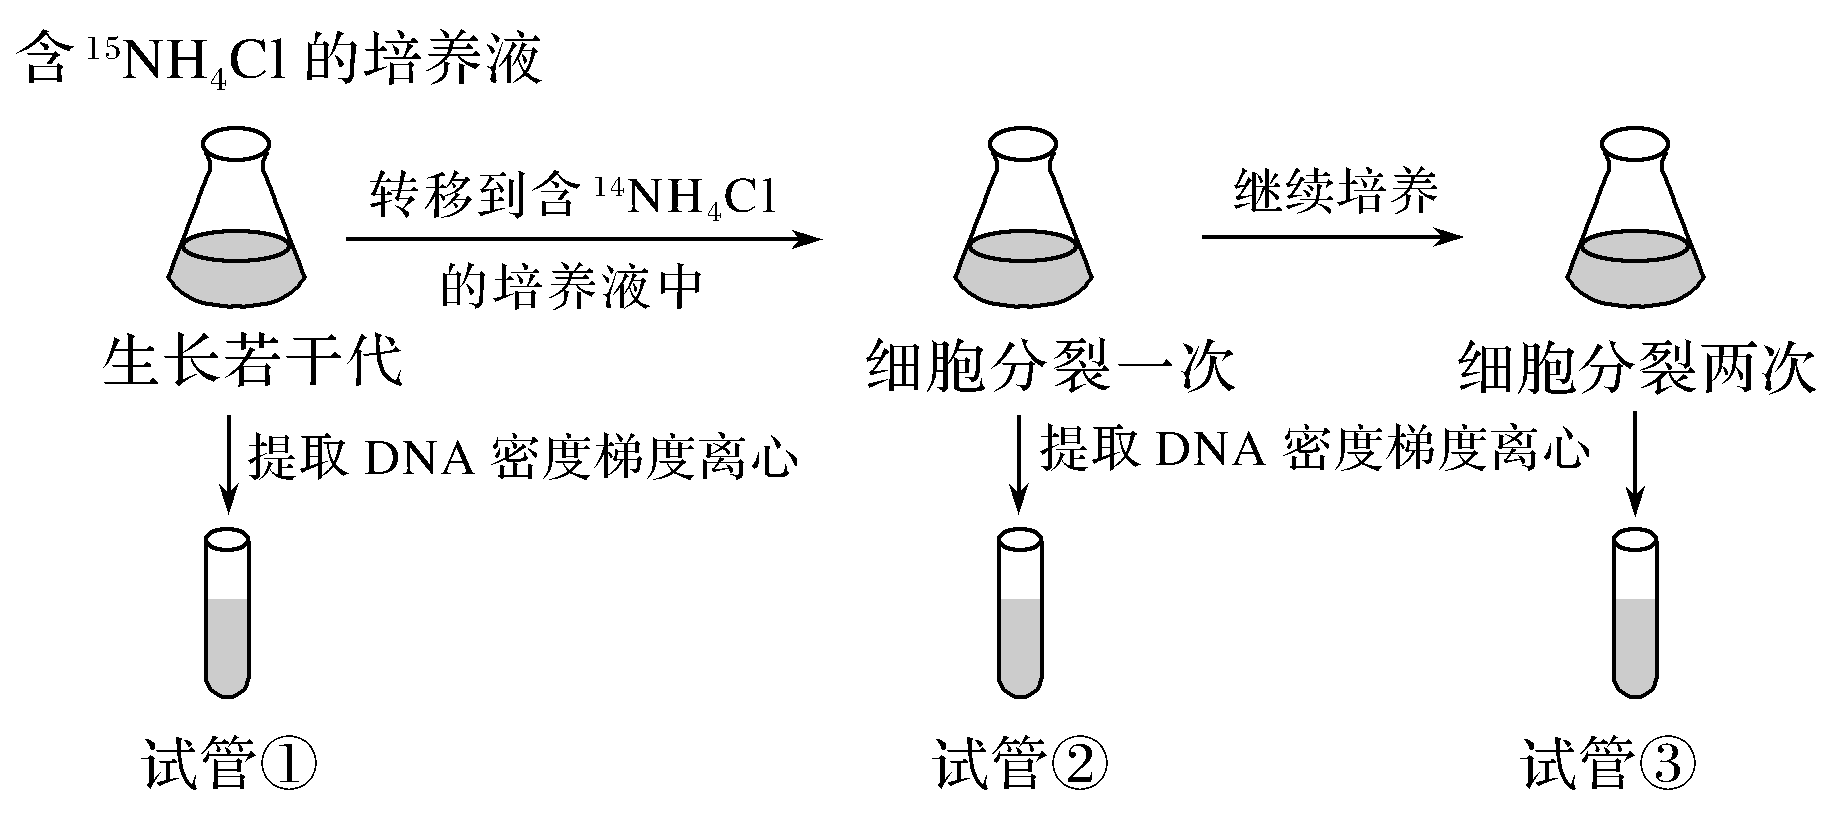 含¹⁵NH₄Cl的培养液
转移到含¹⁴NH₄Cl
的培养液中
继续培养
生长若干代
细胞分裂一次
细胞分裂两次
提取DNA密度梯度离心
提取DNA密度梯度离心
试管①
试管②
试管③